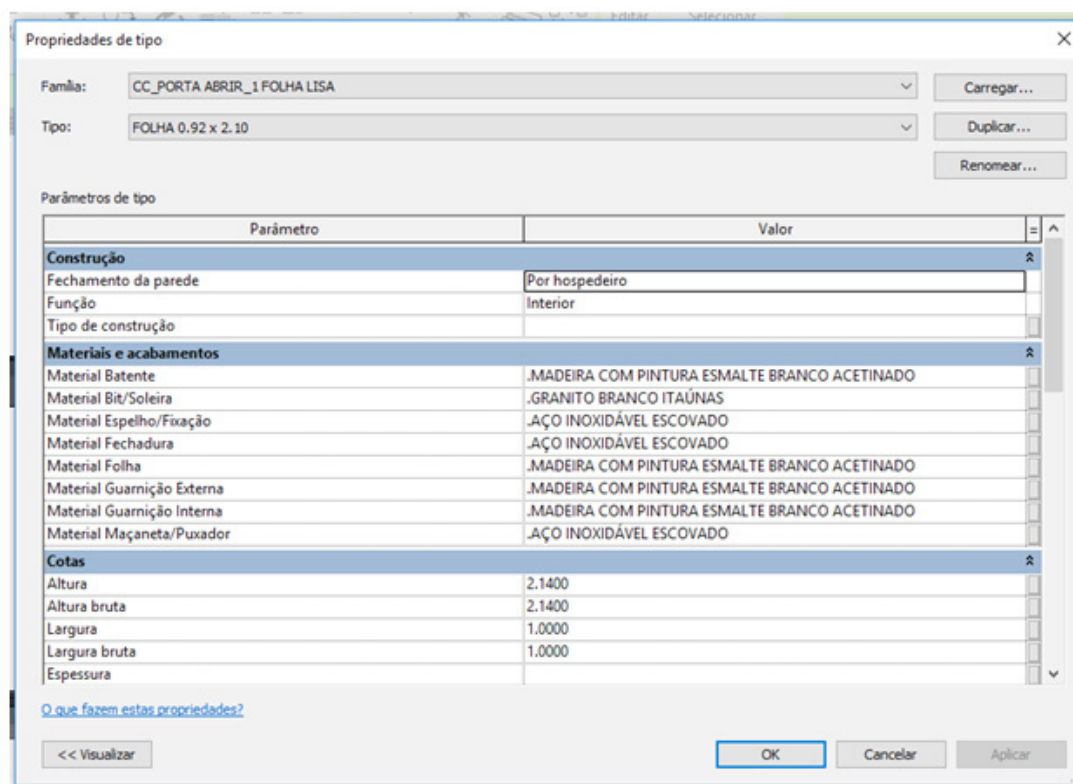 Editar Selecionar
Propriedades de tipo
Família: CC_PORTA ABRIR_1 FOLHA LISA Carregar...
Tipo: FOLHA 0.92 x 2.10 Duplicar...
Renomear...
Parâmetros de tipo
Parâmetro Valor =
Construção
Fechamento da parede Por hospedeiro
Função Interior
Tipo de construção
Materiais e acabamentos
Material Batente .MADEIRA COM PINTURA ESMALTE BRANCO ACETINADO
Material Bit/Soleira .GRANITO BRANCO ITAÚNAS
Material Espelho/Fixação .AÇO INOXIDÁVEL ESCOVADO
Material Fechadura .AÇO INOXIDÁVEL ESCOVADO
Material Folha .MADEIRA COM PINTURA ESMALTE BRANCO ACETINADO
Material Guarnição Externa .MADEIRA COM PINTURA ESMALTE BRANCO ACETINADO
Material Guarnição Interna .MADEIRA COM PINTURA ESMALTE BRANCO ACETINADO
Material Maçaneta/Puxador .AÇO INOXIDÁVEL ESCOVADO
Cotas
Altura 2.1400
Altura bruta 2.1400
Largura 1.0000
Largura bruta 1.0000
Espessura
O que fazem estas propriedades?
<< Visualizar OK Cancelar Aplicar